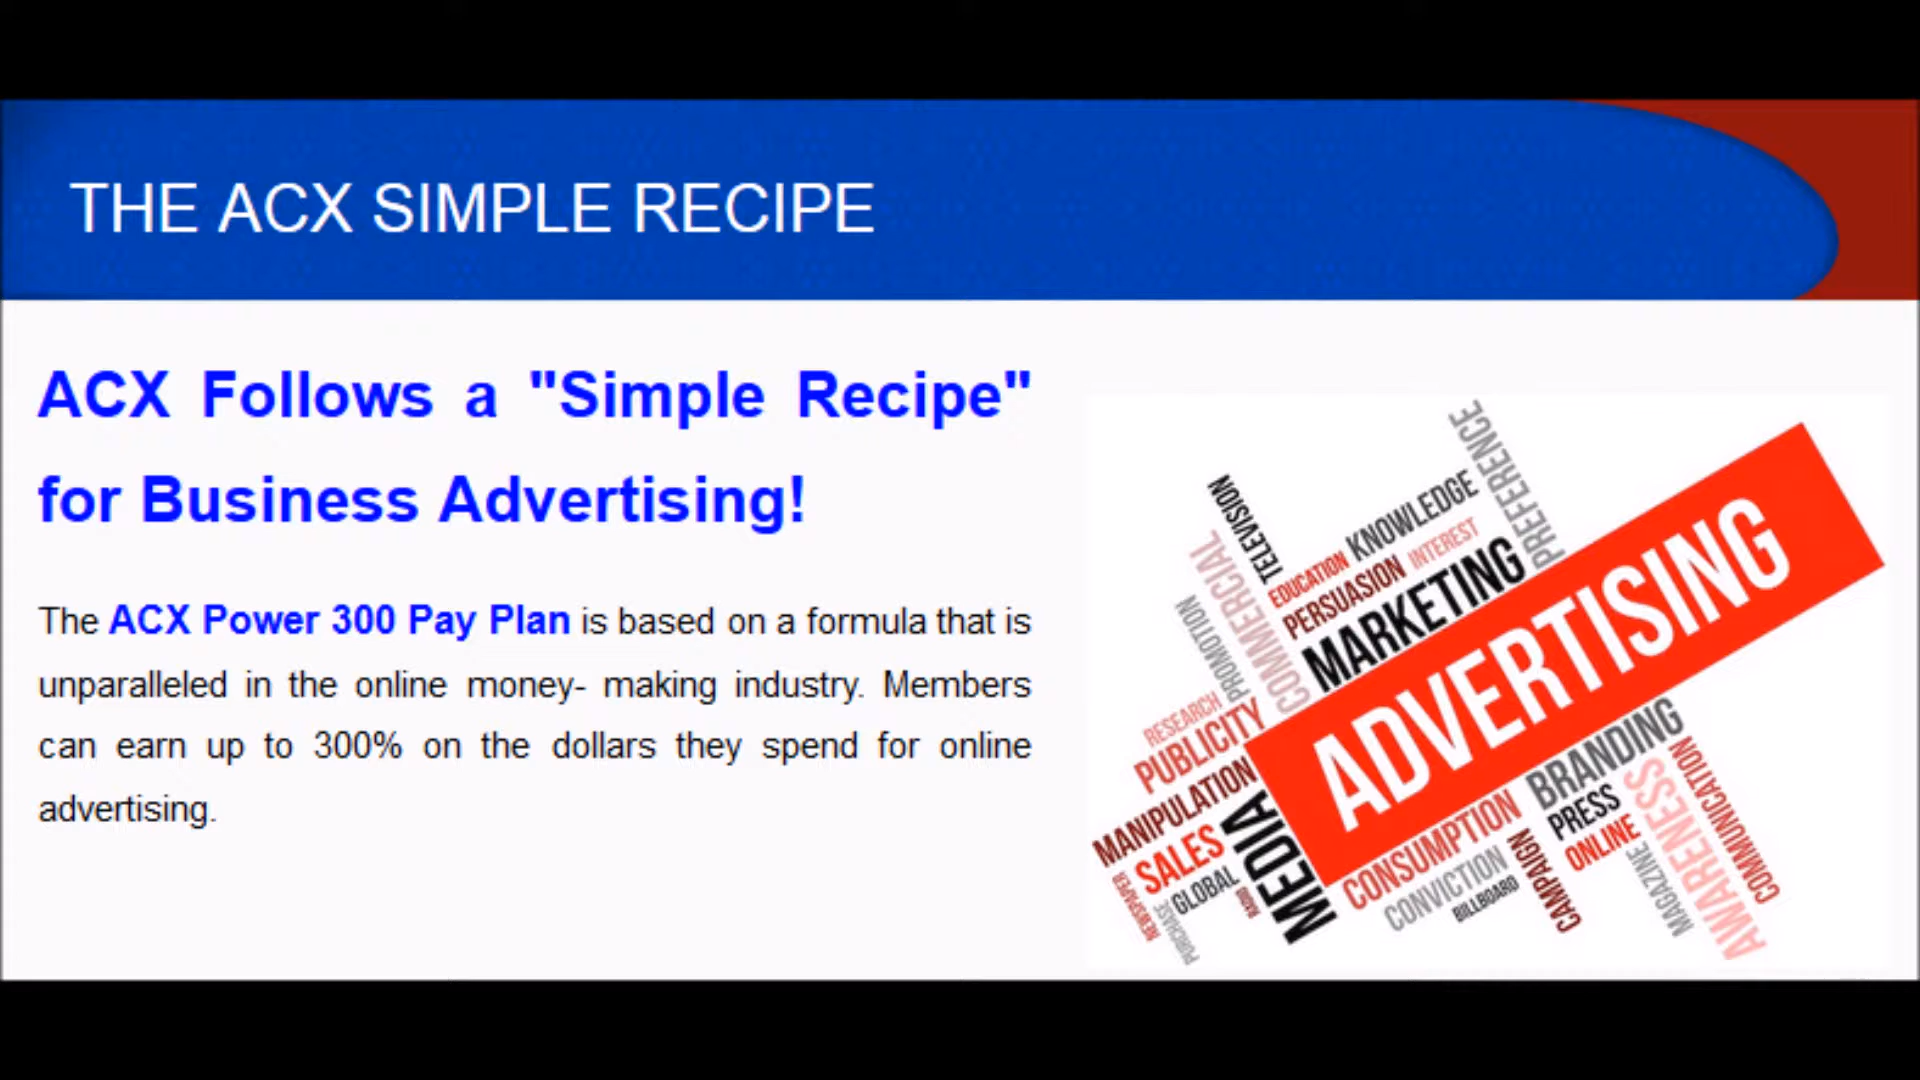 THE ACX SIMPLE RECIPE
ACX Follows a "Simple Recipe"
for Business Advertising!
The ACX Power 300 Pay Plan is based on a formula that is
unparalleled in the online money- making industry. Members
can earn up to 300% on the dollars they spend for online
advertising.
PREFERENCE
TELEVISION
KNOWLEDGE
EDUCATION
INTEREST
COMMERCIAL
PERSUASION
PROMOTION
MARKETING
ADVERTISING
RESEARCH
PUBLICITY
MANIPULATION
SALES
MEDIA
GLOBAL
RADIO
NEWSPAPER
PURCHASE
CONSUMPTION
CONVICTION
BILLBOARD
CAMPAIGN
BRANDING
PRESS
ONLINE
MAGAZINE
AWARENESS
COMMUNICATION